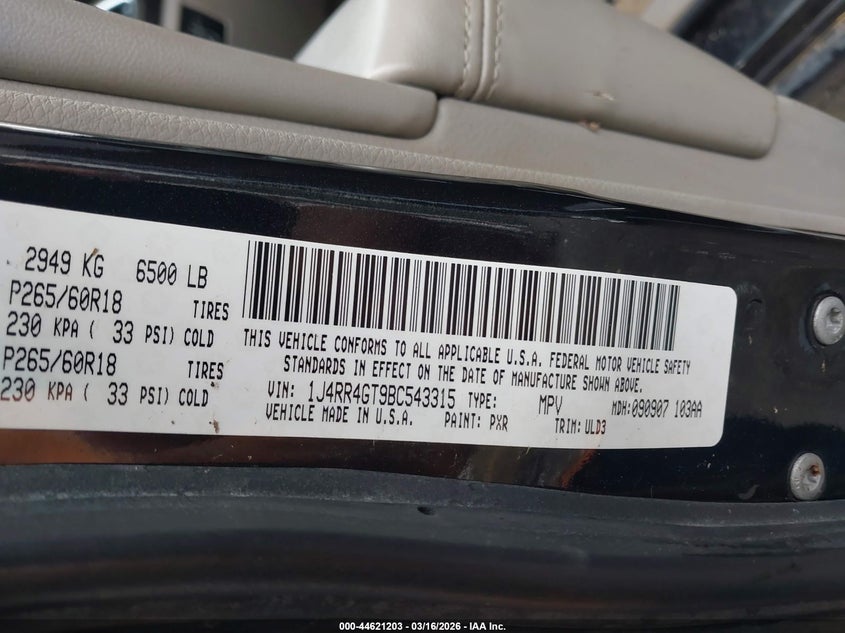 2949 KG 6500 LB
P265/60R18 TIRES
230 KPA ( 33 PSI) COLD
P265/60R18 TIRES
230 KPA ( 33 PSI) COLD
THIS VEHICLE CONFORMS TO ALL APPLICABLE U.S.A. FEDERAL MOTOR VEHICLE SAFETY
STANDARDS IN EFFECT ON THE DATE OF MANUFACTURE SHOWN ABOVE.
VIN: 1J4RR4GT9BC543315 TYPE: MPV MDH:090907 103AA
VEHICLE MADE IN U.S.A. PAINT: PXR TRIM: ULD3
000-44621203 - 03/16/2026 - IAA Inc.